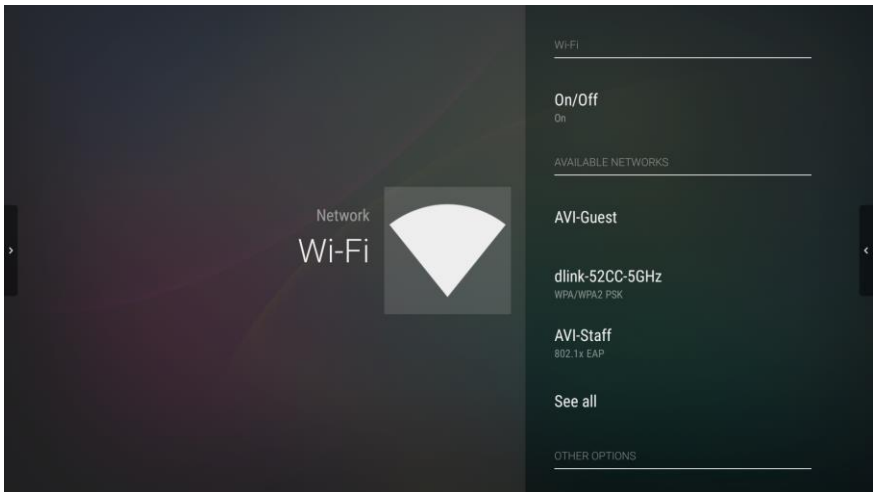 Network
Wi-Fi
Wi-Fi
On/Off
On
AVAILABLE NETWORKS
AVI-Guest
dlink-52CC-5GHz
WPA/WPA2 PSK
AVI-Staff
802.1x EAP
See all
OTHER OPTIONS